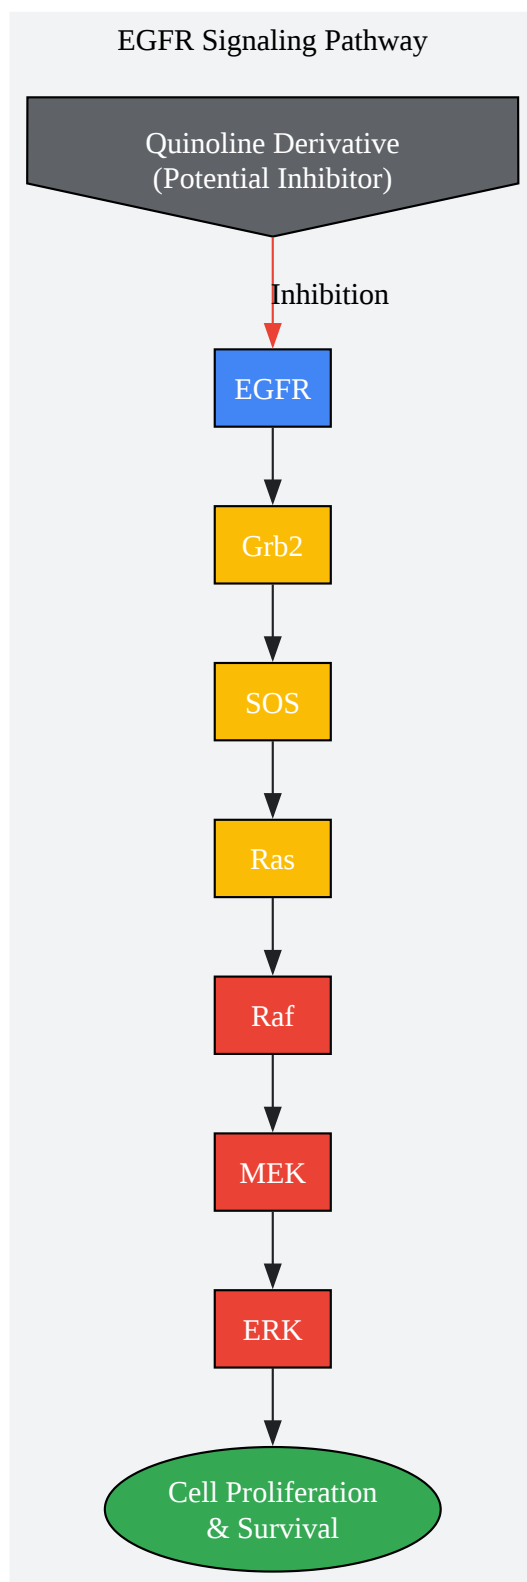 EGFR Signaling Pathway
Quinoline Derivative
(Potential Inhibitor)
Inhibition
EGFR
Grb2
SOS
Ras
Raf
MEK
ERK
Cell Proliferation
& Survival